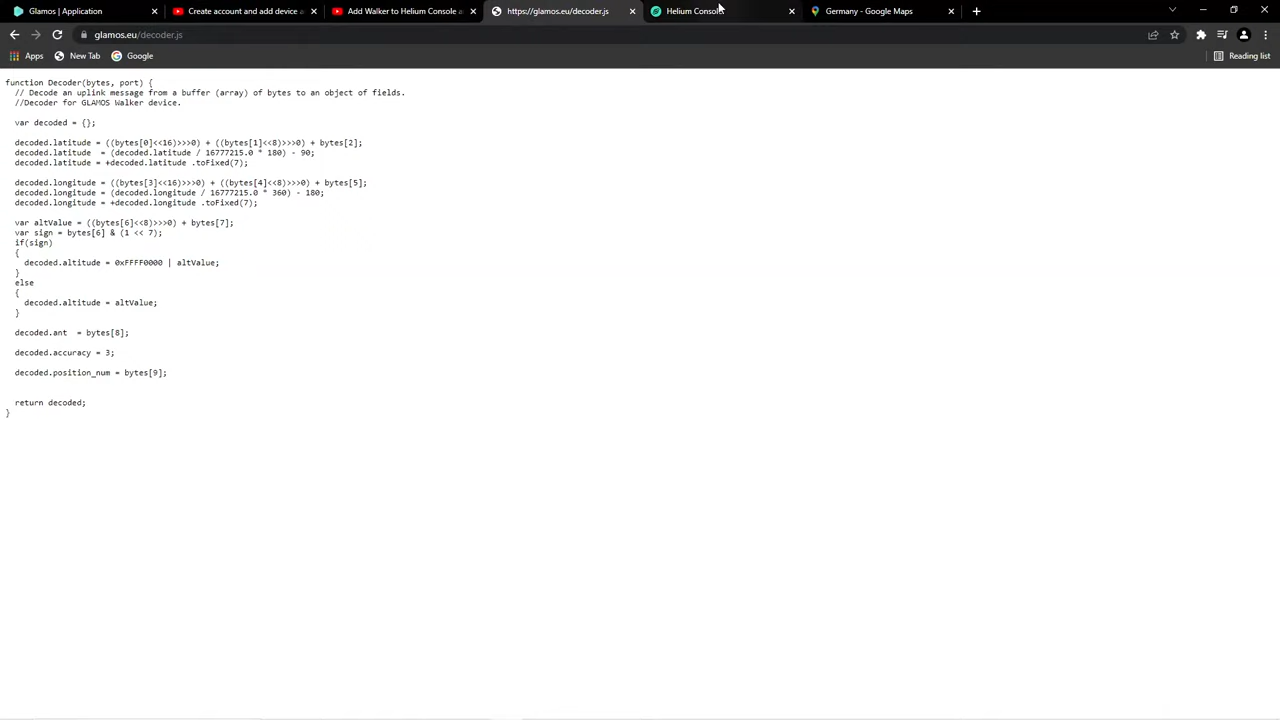 Glamos | Application
Create account and add device a
Add Walker to Helium Console a
https://glamos.eu/decoder.js
Helium Console
Germany - Google Maps
glamos.eu/decoder.js
Apps
New Tab
Google
Reading list
function Decoder(bytes, port) {
// Decode an uplink message from a buffer (array) of bytes to an object of fields.
//Decoder for GLAMOS Walker device.
var decoded = {};
decoded.latitude = ((bytes[0]<<16)>>>0) + ((bytes[1]<<8)>>>0) + bytes[2];
decoded.latitude  = (decoded.latitude / 16777215.0 * 180) - 90;
decoded.latitude = +decoded.latitude .toFixed(7);
decoded.longitude = ((bytes[3]<<16)>>>0) + ((bytes[4]<<8)>>>0) + bytes[5];
decoded.longitude = (decoded.longitude / 16777215.0 * 360) - 180;
decoded.longitude = +decoded.longitude .toFixed(7);
var altValue = ((bytes[6]<<8)>>>0) + bytes[7];
var sign = bytes[6] & (1 << 7);
if(sign)
{
decoded.altitude = 0xFFFF0000 | altValue;
}
else
{
decoded.altitude = altValue;
}
decoded.ant  = bytes[8];
decoded.accuracy = 3;
decoded.position_num = bytes[9];
return decoded;
}